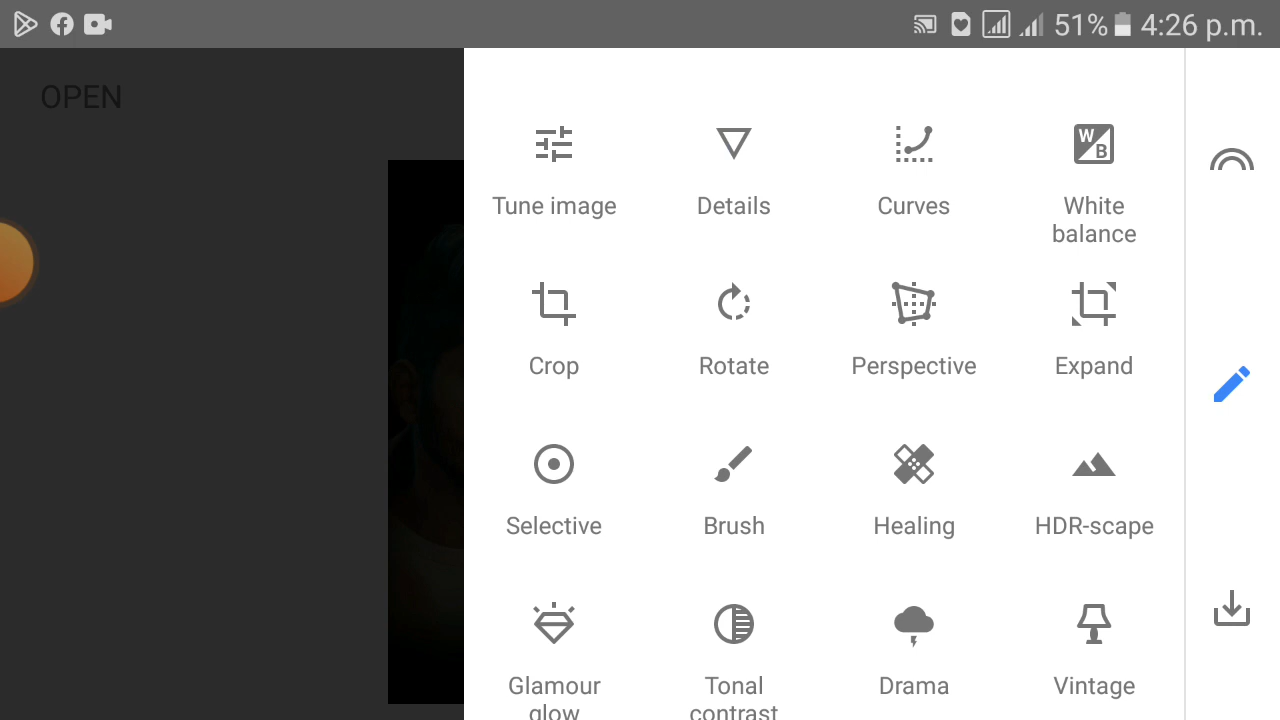 51% 4:26 p.m.
OPEN
Tune image
Details
Curves
White
balance
Crop
Rotate
Perspective
Expand
Selective
Brush
Healing
HDR-scape
Glamour
glow
Tonal
contrast
Drama
Vintage
W
B